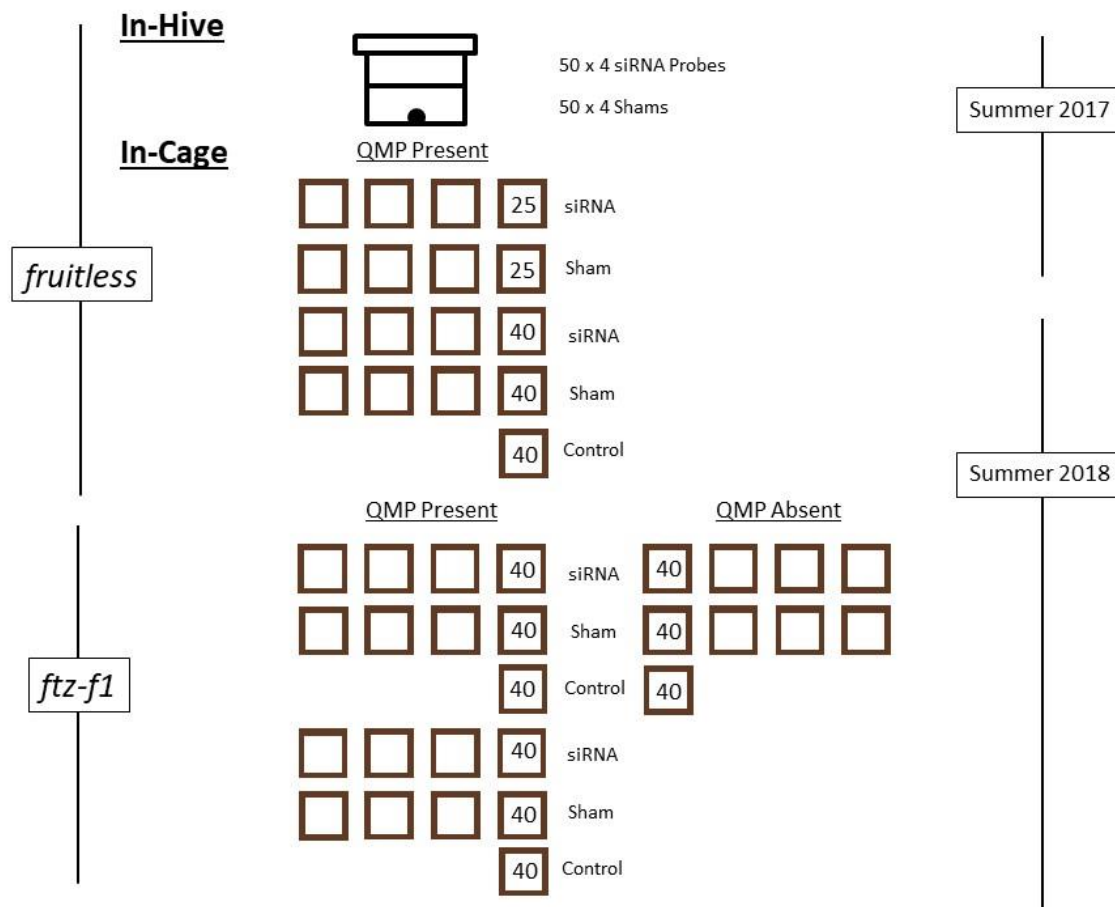 In-Hive
50 x 4 siRNA Probes
50 x 4 Shams
Summer 2017
In-Cage
QMP Present
25 siRNA
25 Sham
fruitless
40 siRNA
40 Sham
40 Control
Summer 2018
QMP Present QMP Absent
40 siRNA 40
40 Sham 40
ftz-f1
40 Control 40
40 siRNA
40 Sham
40 Control